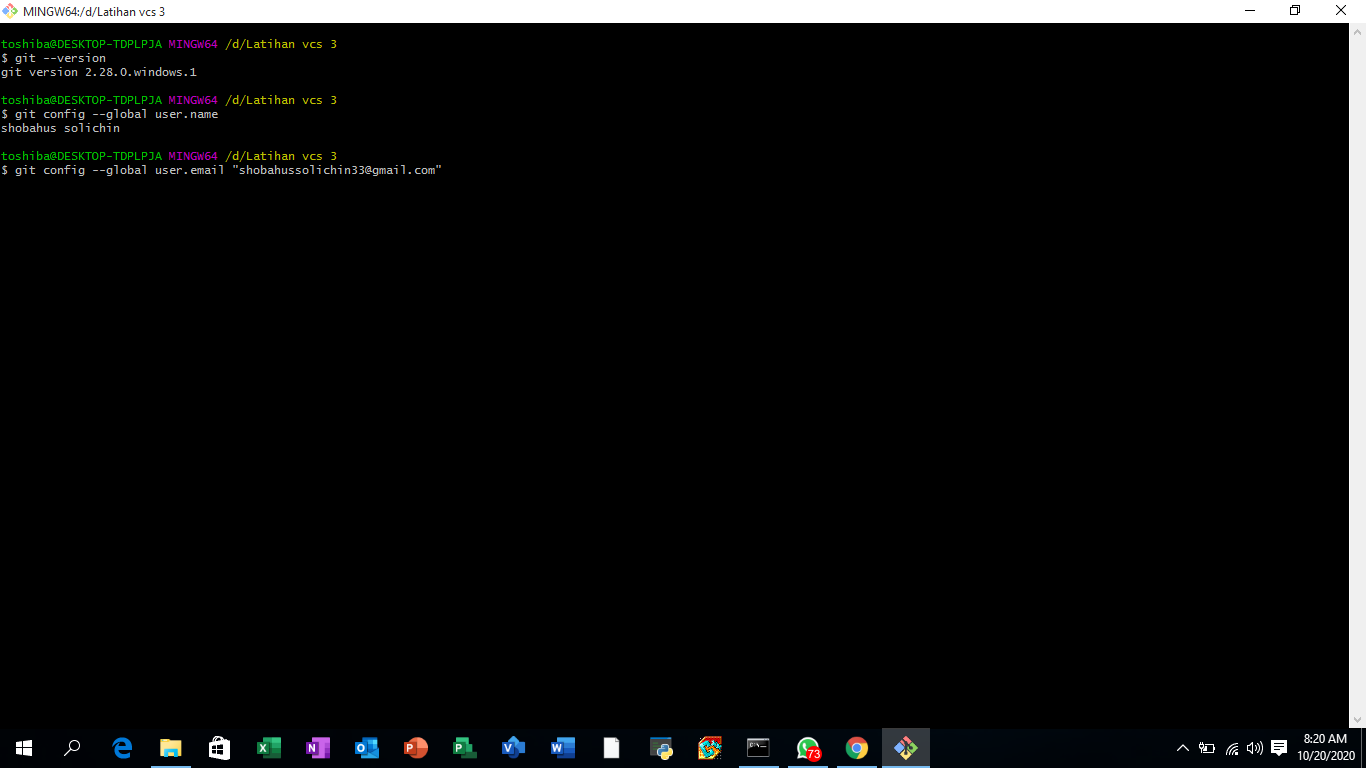 MINGW64:/d/Latihan vcs 3
toshiba@DESKTOP-TDPLPJA MINGW64 /d/Latihan vcs 3
$ git --version
git version 2.28.0.windows.1
toshiba@DESKTOP-TDPLPJA MINGW64 /d/Latihan vcs 3
$ git config --global user.name
shobahus solichin
toshiba@DESKTOP-TDPLPJA MINGW64 /d/Latihan vcs 3
$ git config --global user.email "shobahussolichin33@gmail.com"
73
8:20 AM
10/20/2020